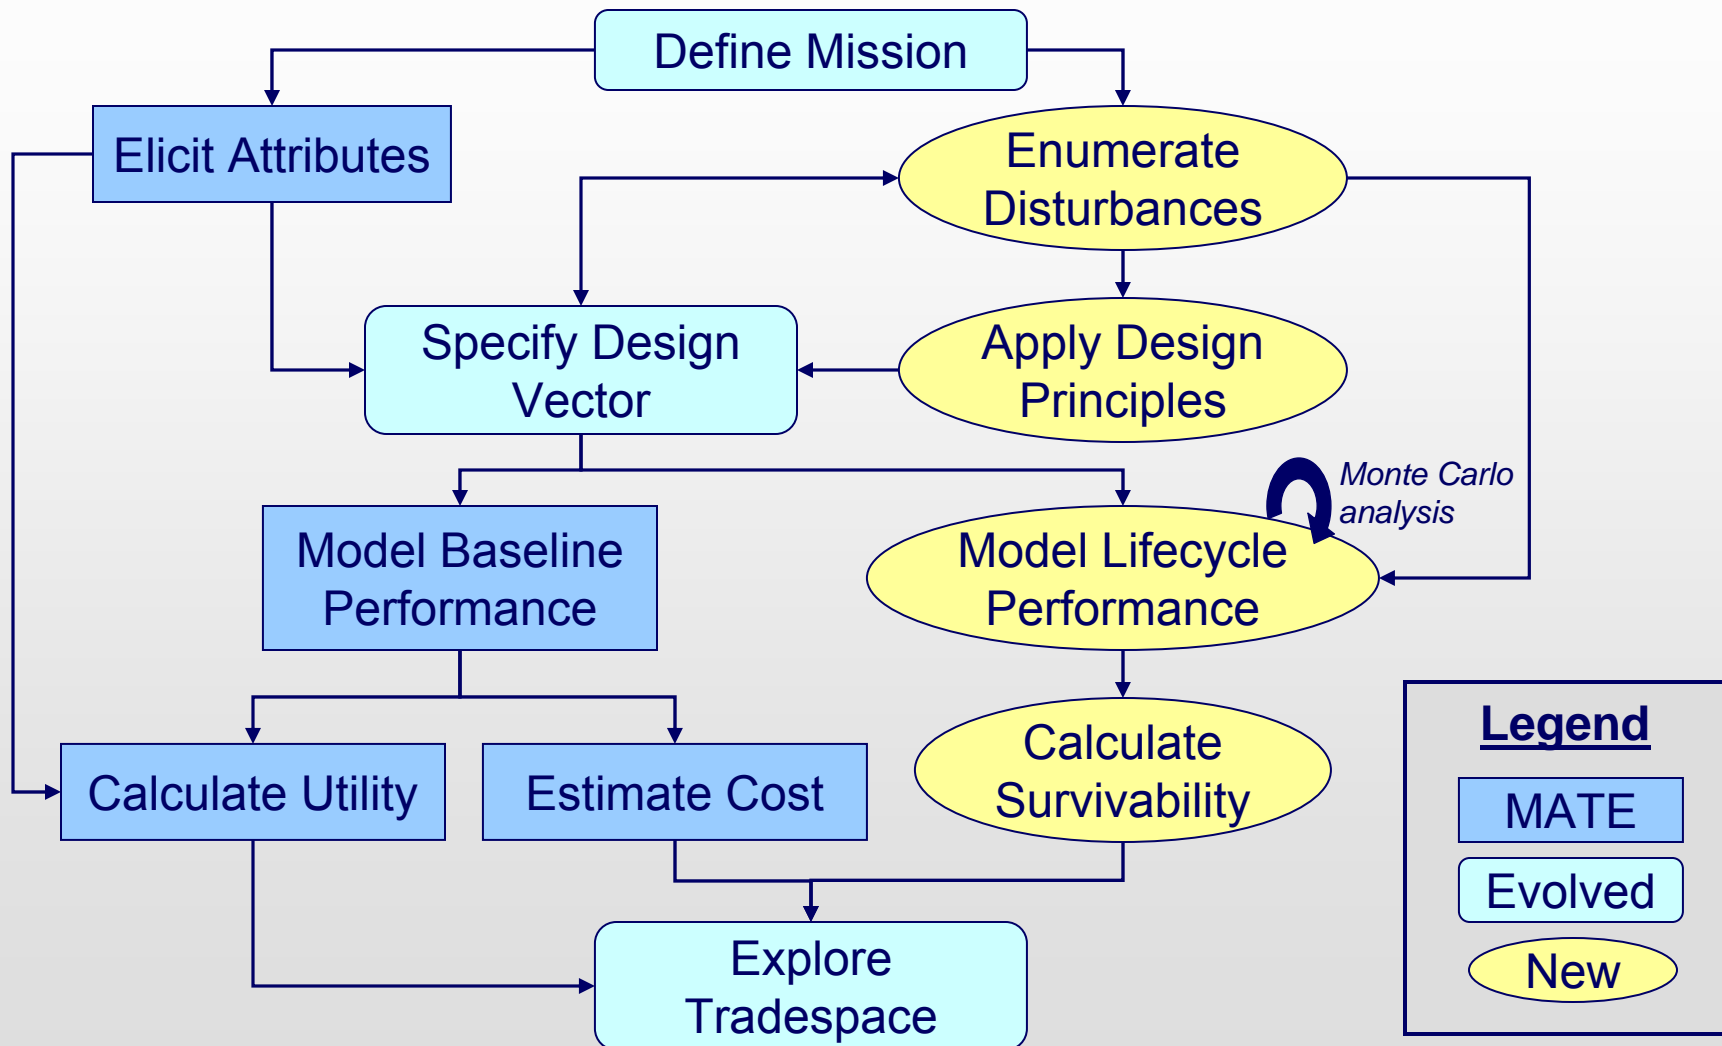 Define Mission
Elicit Attributes
Enumerate
Disturbances
Specify Design
Vector
Apply Design
Principles
Monte Carlo
analysis
Model Baseline
Performance
Model Lifecycle
Performance
Calculate Utility
Estimate Cost
Calculate
Survivability
Explore
Tradespace
Legend
MATE
Evolved
New